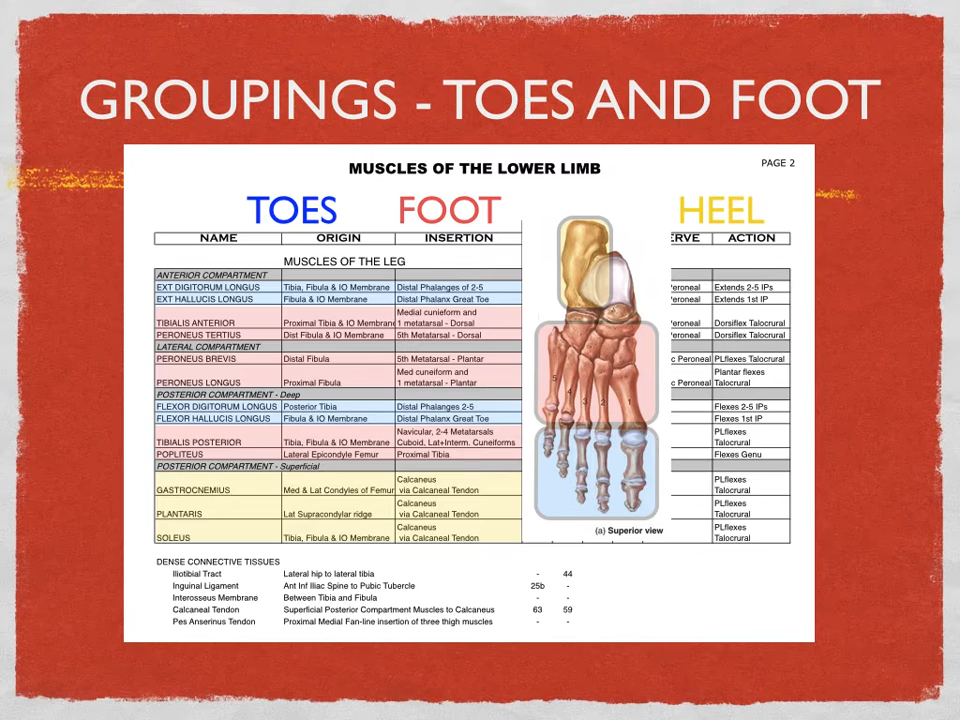 GROUPINGS - TOES AND FOOT
MUSCLES OF THE LOWER LIMB
PAGE 2
TOES FOOT HEEL
NAME ORIGIN INSERTION ERVE ACTION
MUSCLES OF THE LEG
ANTERIOR COMPARTMENT
EXT DIGITORUM LONGUS Tibia, Fibula & IO Membrane Distal Phalanges of 2-5 Peroneal Extends 2-5 IPs
EXT HALLUCIS LONGUS Fibula & IO Membrane Distal Phalanx Great Toe Peroneal Extends 1st IP
Medial cunieform and
TIBIALIS ANTERIOR Proximal Tibia & IO Membrane 1 metatarsal - Dorsal Peroneal Dorsiflex Talocrural
PERONEUS TERTIUS Dist Fibula & IO Membrane 5th Metatarsal - Dorsal Peroneal Dorsiflex Talocrural
LATERAL COMPARTMENT
PERONEUS BREVIS Distal Fibula 5th Metatarsal - Plantar c Peroneal PLflexes Talocrural
Med cuneiform and Plantar flexes
PERONEUS LONGUS Proximal Fibula 1 metatarsal - Plantar c Peroneal Talocrural
POSTERIOR COMPARTMENT - Deep
FLEXOR DIGITORUM LONGUS Posterior Tibia Distal Phalanges 2-5 Flexes 2-5 IPs
FLEXOR HALLUCIS LONGUS Fibula & IO Membrane Distal Phalanx Great Toe Flexes 1st IP
Navicular, 2-4 Metatarsals PLflexes
TIBIALIS POSTERIOR Tibia, Fibula & IO Membrane Cuboid, Lat+Interm. Cuneiforms Talocrural
POPLITEUS Lateral Epicondyle Femur Proximal Tibia Flexes Genu
POSTERIOR COMPARTMENT - Superficial
Calcaneus PLflexes
GASTROCNEMIUS Med & Lat Condyles of Femur via Calcaneal Tendon Talocrural
Calcaneus PLflexes
PLANTARIS Lat Supracondylar ridge via Calcaneal Tendon Talocrural
Calcaneus PLflexes
SOLEUS Tibia, Fibula & IO Membrane via Calcaneal Tendon Talocrural
5 4 3 2 1
(a) Superior view
DENSE CONNECTIVE TISSUES
Iliotibial Tract Lateral hip to lateral tibia - 44
Inguinal Ligament Ant Inf Iliac Spine to Pubic Tubercle 25b -
Interosseus Membrane Between Tibia and Fibula - -
Calcaneal Tendon Superficial Posterior Compartment Muscles to Calcaneus 63 59
Pes Anserinus Tendon Proximal Medial Fan-line insertion of three thigh muscles - -